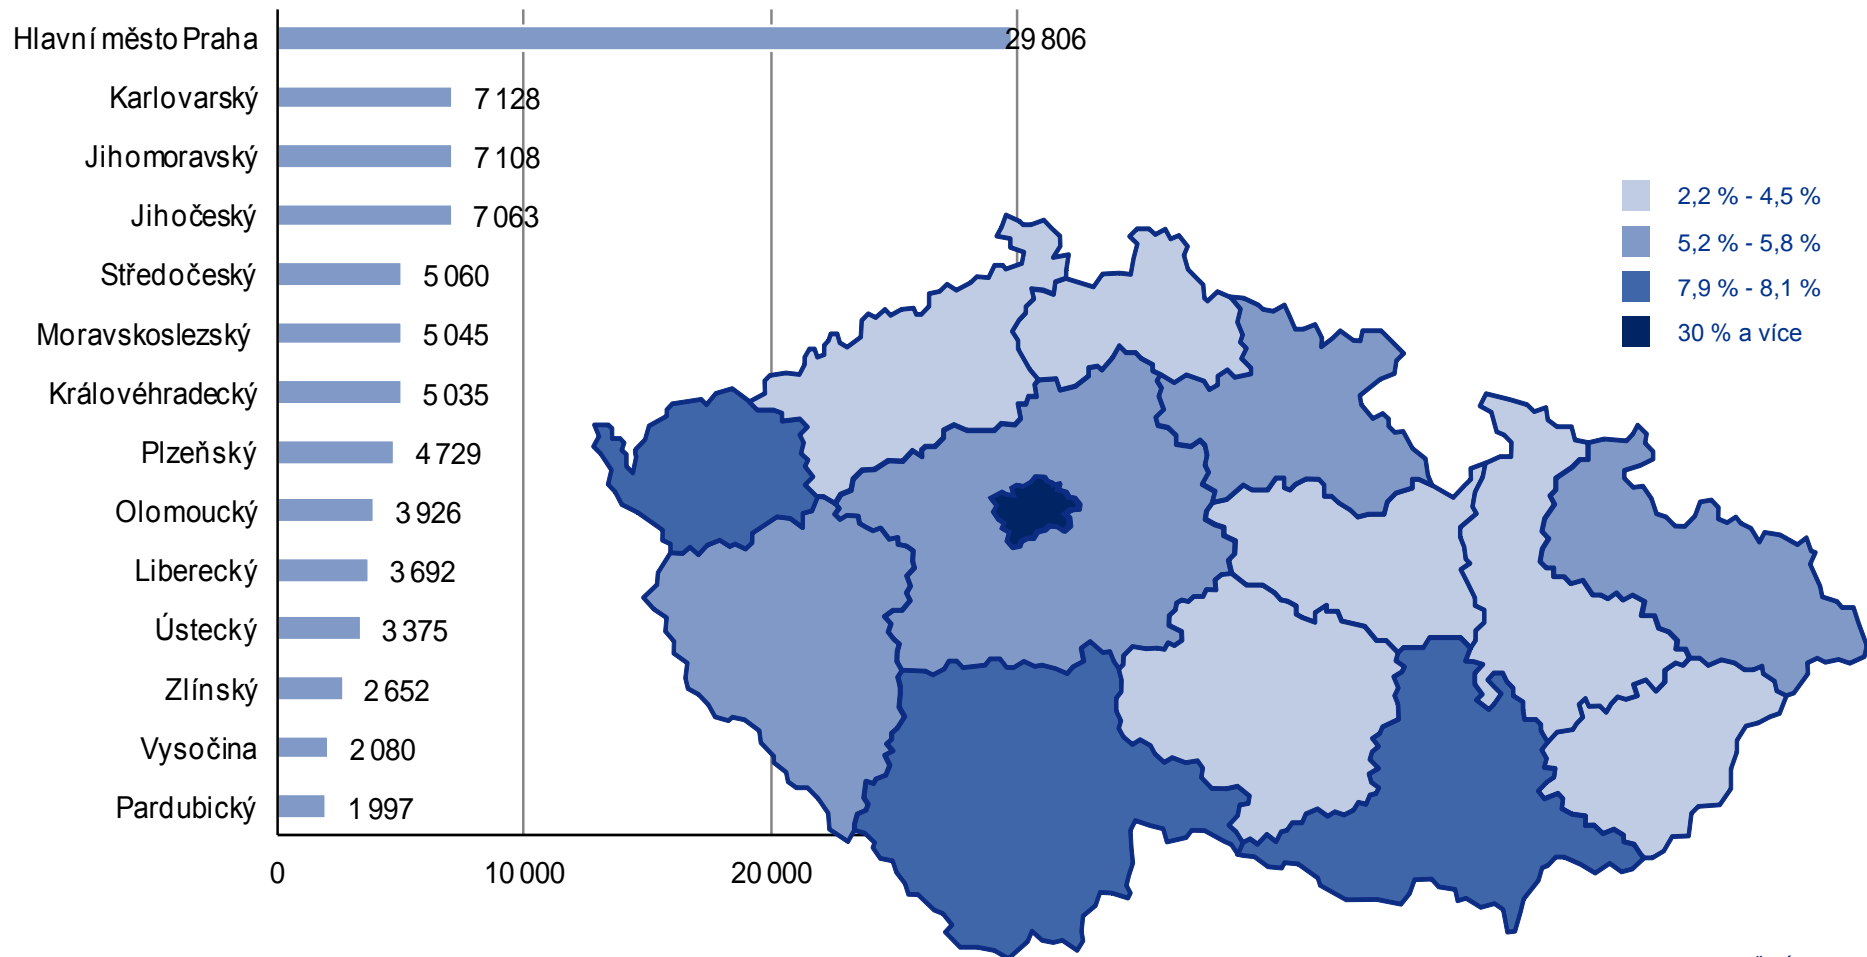 Hlavní město Praha 29 806
Karlovarský 7 128
Jihomoravský 7 108
Jihočeský 7 063
Středočeský 5 060
Moravskoslezský 5 045
Královéhradecký 5 035
Plzeňský 4 729
Olomoucký 3 926
Liberecký 3 692
Ústecký 3 375
Zlínský 2 652
Vysočina 2 080
Pardubický 1 997
0 10 000 20 000
2,2 % - 4,5 %
5,2 % - 5,8 %
7,9 % - 8,1 %
30 % a více